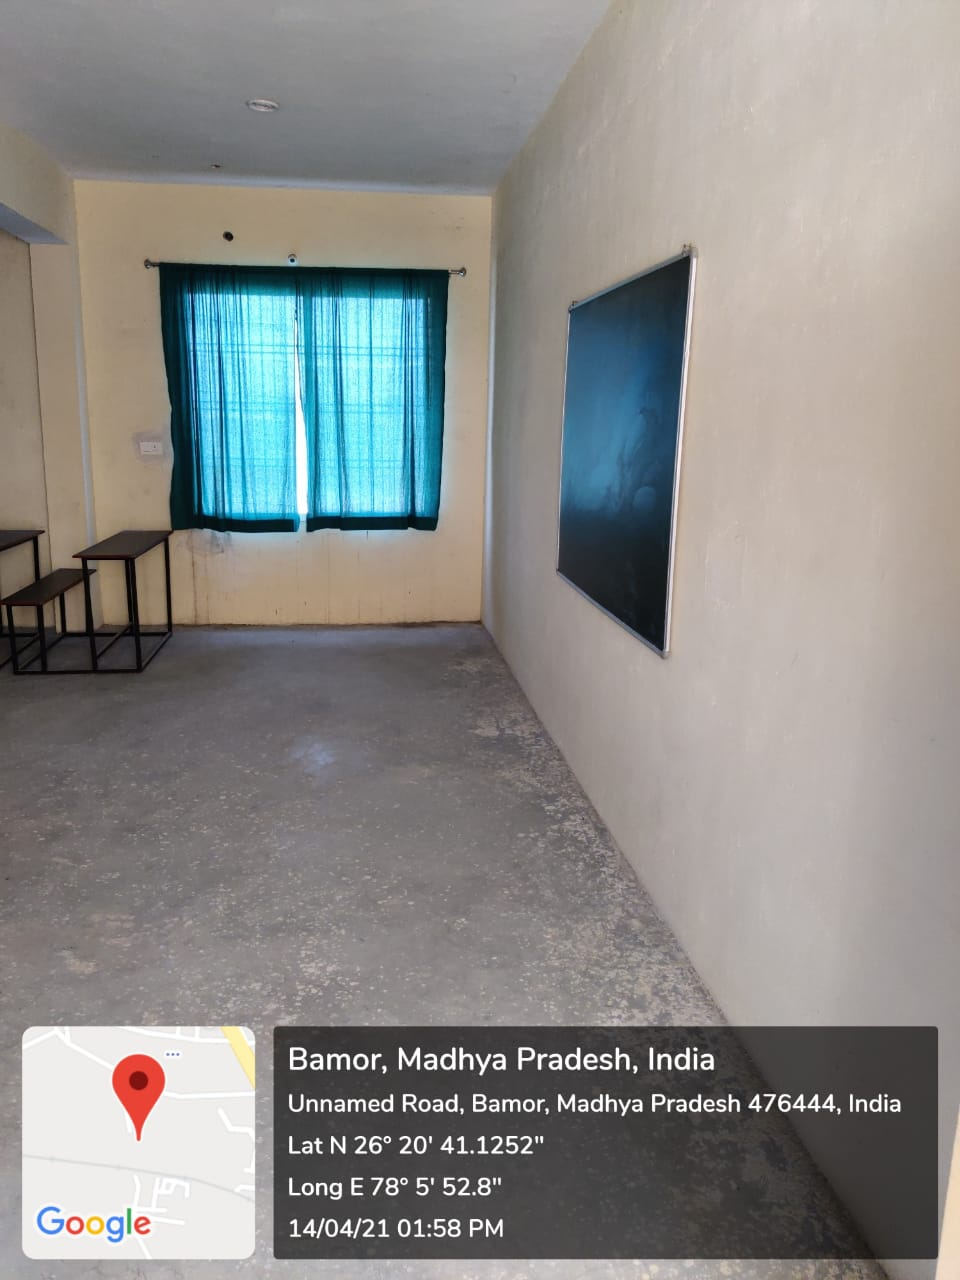 Bamor, Madhya Pradesh, India
Unnamed Road, Bamor, Madhya Pradesh 476444, India
Lat N 26° 20' 41.1252"
Long E 78° 5' 52.8"
14/04/21 01:58 PM
Google